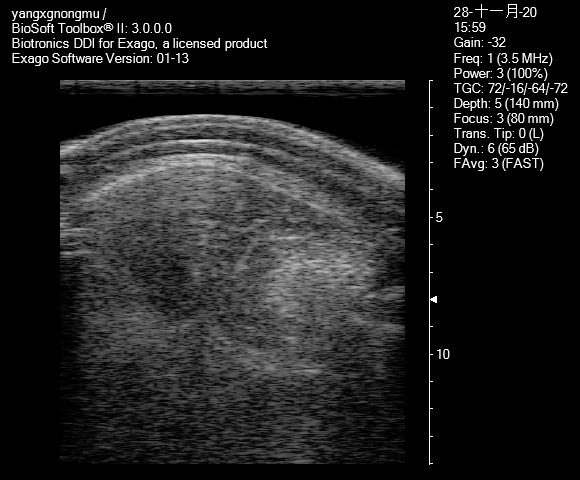 yangxgnongmu /
BioSoft Toolbox® II: 3.0.0.0
Biotronics DDI for Exago, a licensed product
Exago Software Version: 01-13
28-十一月-20
15:59
Gain: -32
Freq: 1 (3.5 MHz)
Power: 3 (100%)
TGC: 72/-16/-64/-72
Depth: 5 (140 mm)
Focus: 3 (80 mm)
Trans. Tip: 0 (L)
Dyn.: 6 (65 dB)
FAvg: 3 (FAST)
5
10